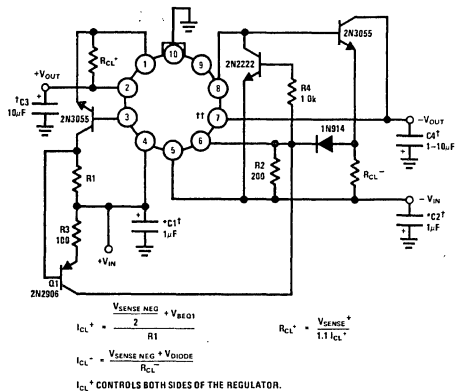 10
2N3055
RCL+
1
9
2N2222
+VOUT
2
8
R4
1.0k
†C3
10µF
2N3055
3
††
7
−VOUT
4
5
6
1N914
C4†
1–10µF
R1
R2
200
RCL−
− VIN
R3
100
+
*C1†
1µF
+
*C2†
1µF
+VIN
Q1
2N2906
ICL+ = (VSENSE NEG / 2 + VBEQ1) / R1
RCL+ = VSENSE+ / 1.1 ICL+
ICL− = (VSENSE NEG + VDIODE) / RCL−
ICL+ CONTROLS BOTH SIDES OF THE REGULATOR.